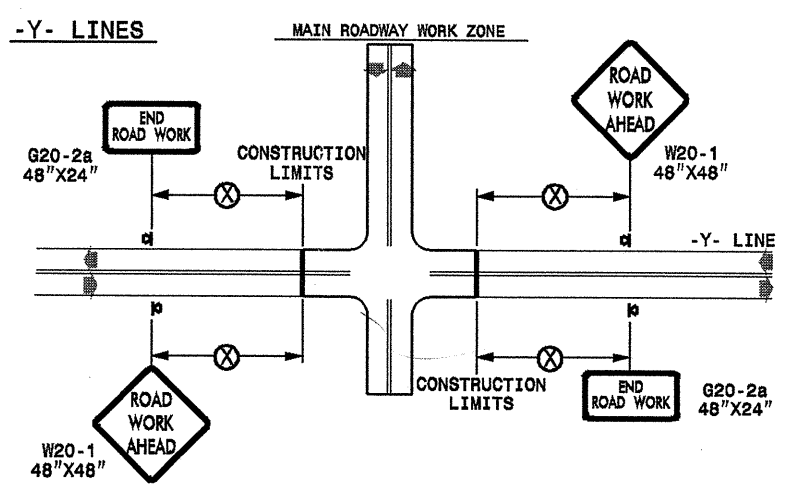 -Y- LINES
MAIN ROADWAY WORK ZONE
END
ROAD WORK
G20-2a
48"X24"
CONSTRUCTION
LIMITS
X
ROAD
WORK
AHEAD
W20-1
48"X48"
X
-Y- LINE
X
ROAD
WORK
AHEAD
W20-1
48"X48"
X
CONSTRUCTION
LIMITS
END
ROAD WORK
G20-2a
48"X24"